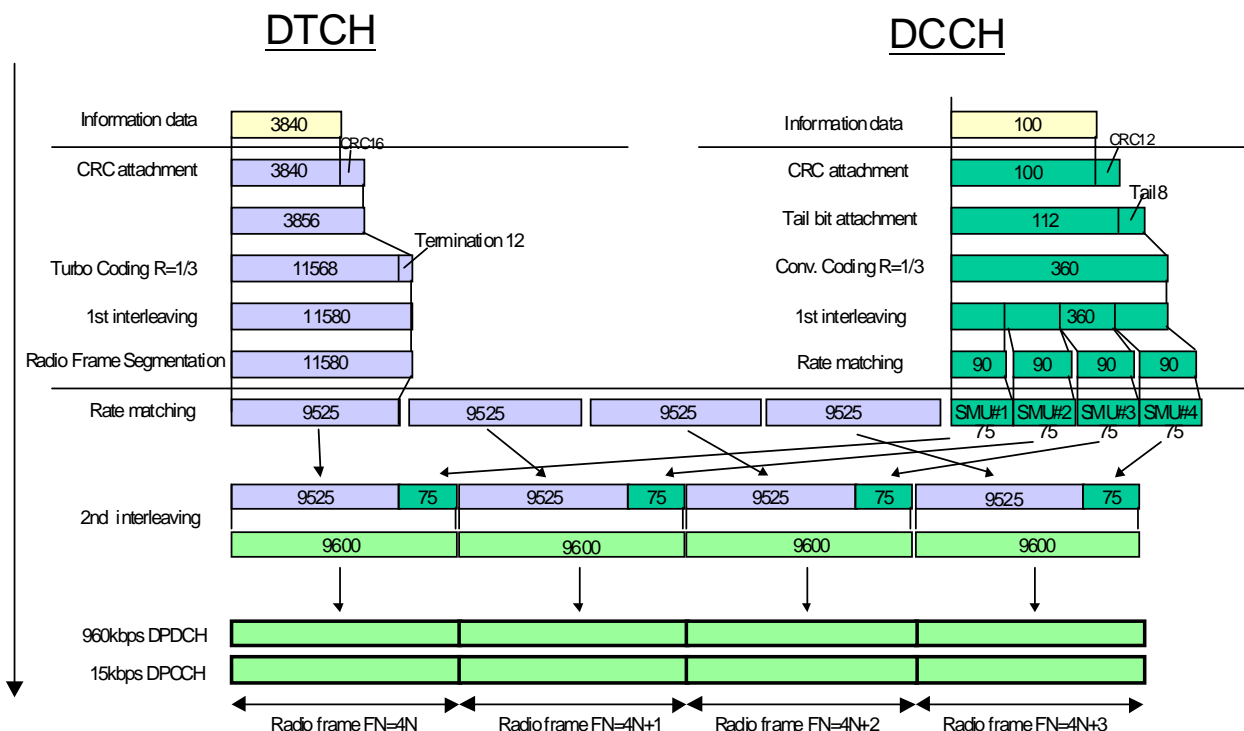 DTCH
DCCH
Information data
3840
Information data
100
CRC16
CRC12
CRC attachment
3840
CRC attachment
100
Tail8
3856
Tail bit attachment
112
Termination 12
Turbo Coding R=1/3
11568
Conv. Coding R=1/3
360
1st interleaving
11580
1st interleaving
360
Radio Frame Segmentation
11580
Rate matching
90
90
90
90
Rate matching
9525
9525
9525
9525
SMU#1
SMU#2
SMU#3
SMU#4
75
75
75
75
9525
75
9525
75
9525
75
9525
75
2nd interleaving
9600
9600
9600
9600
960kbps DPDCH
15kbps DPCCH
Radio frame FN=4N
Radio frame FN=4N+1
Radio frame FN=4N+2
Radio frame FN=4N+3